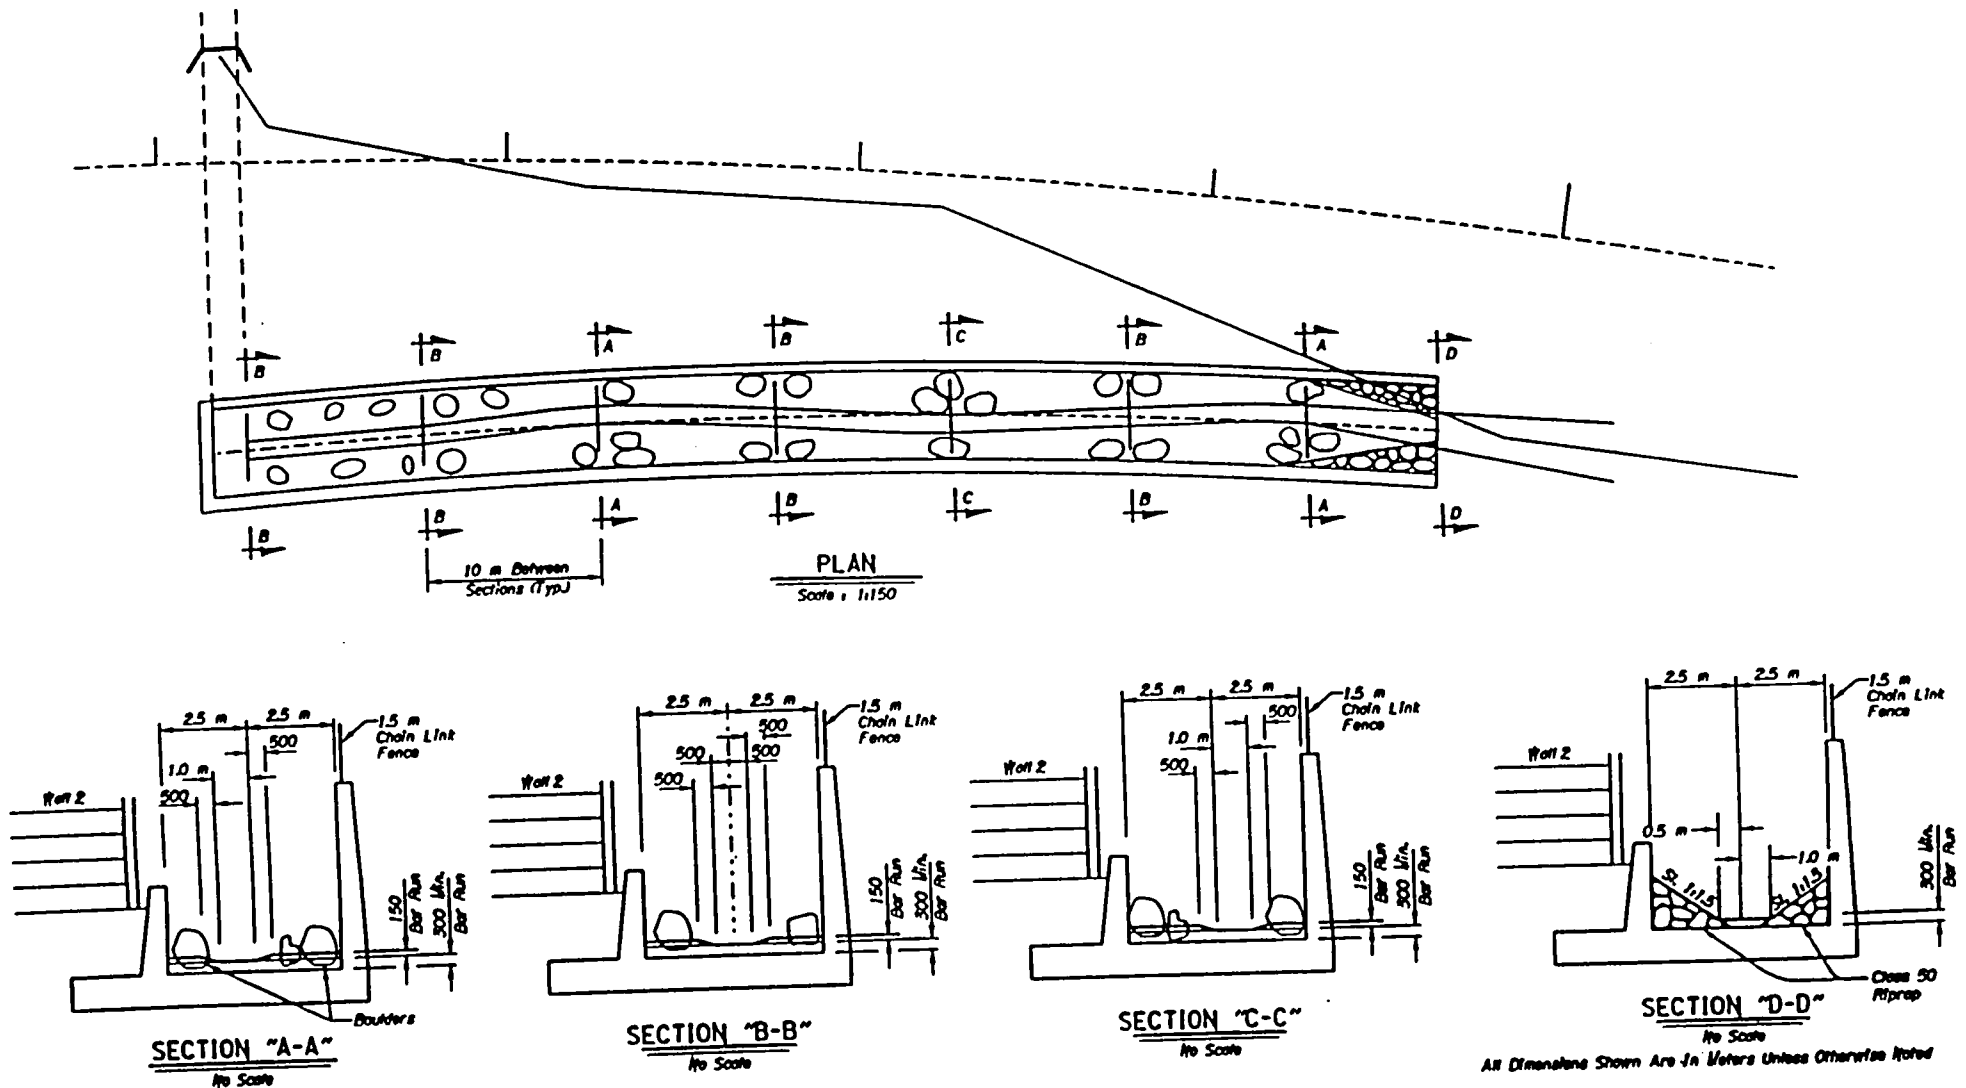 B
B
A
B
C
B
A
D
B
B
A
B
C
B
A
D
10 m Between
Sections (Typ.)
PLAN
Scale : 1:150
2.5 m
2.5 m
1.5 m
Chain Link
Fence
500
1.0 m
500
Wall 2
150
Bar Run
300 Min.
Bar Run
Boulders
SECTION "A-A"
No Scale
2.5 m
2.5 m
1.5 m
Chain Link
Fence
500
500
500
500
Wall 2
150
Bar Run
300 Min.
Bar Run
SECTION "B-B"
No Scale
2.5 m
2.5 m
1.5 m
Chain Link
Fence
500
1.0 m
500
Wall 2
150
Bar Run
300 Min.
Bar Run
SECTION "C-C"
No Scale
2.5 m
2.5 m
1.5 m
Chain Link
Fence
Wall 2
0.5 m
1.0 m
1:1.5
1:1.5
300 Min.
Bar Run
Class 50
Riprap
SECTION "D-D"
No Scale
All Dimensions Shown Are In Meters Unless Otherwise Noted